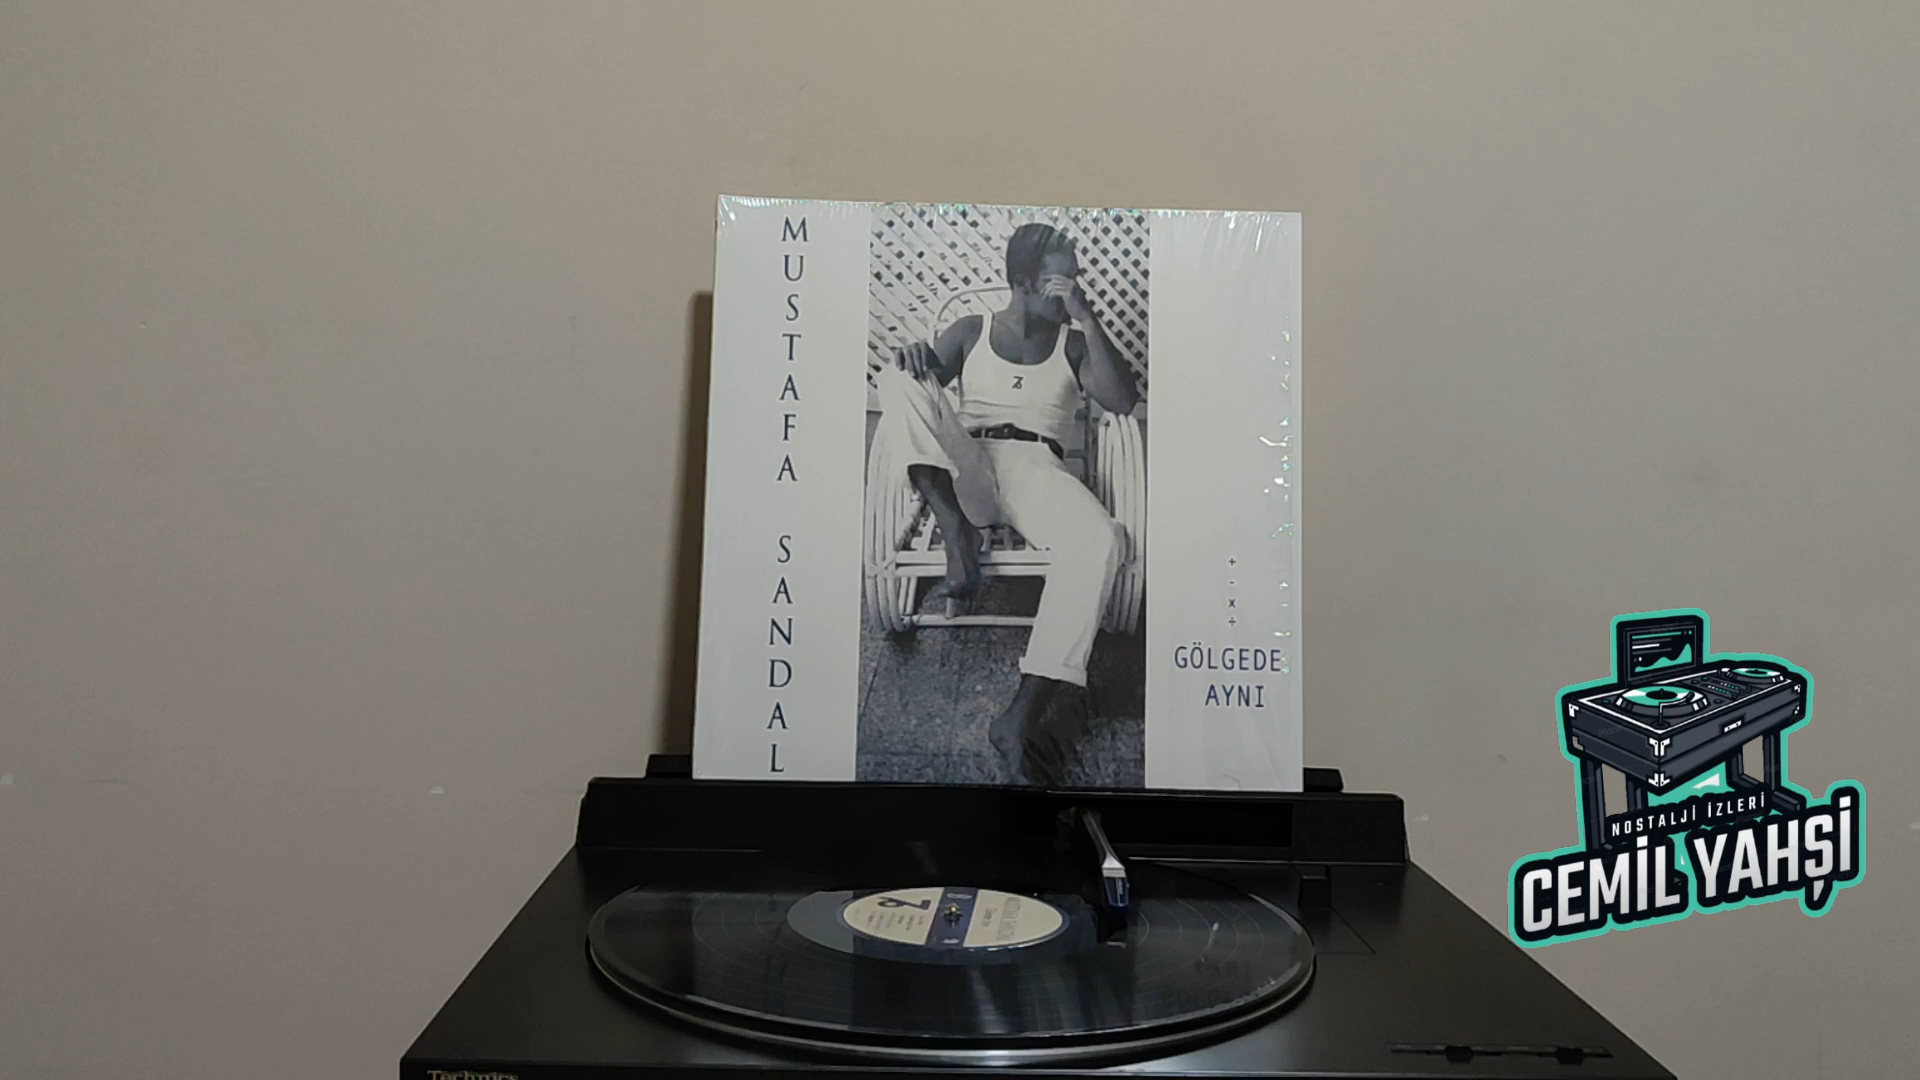 MUSTAFA SANDAL
+
-
x
÷
GÖLGEDE
AYNI
NOSTALJİ İZLERİ
CEMİL YAHŞİ
Technics